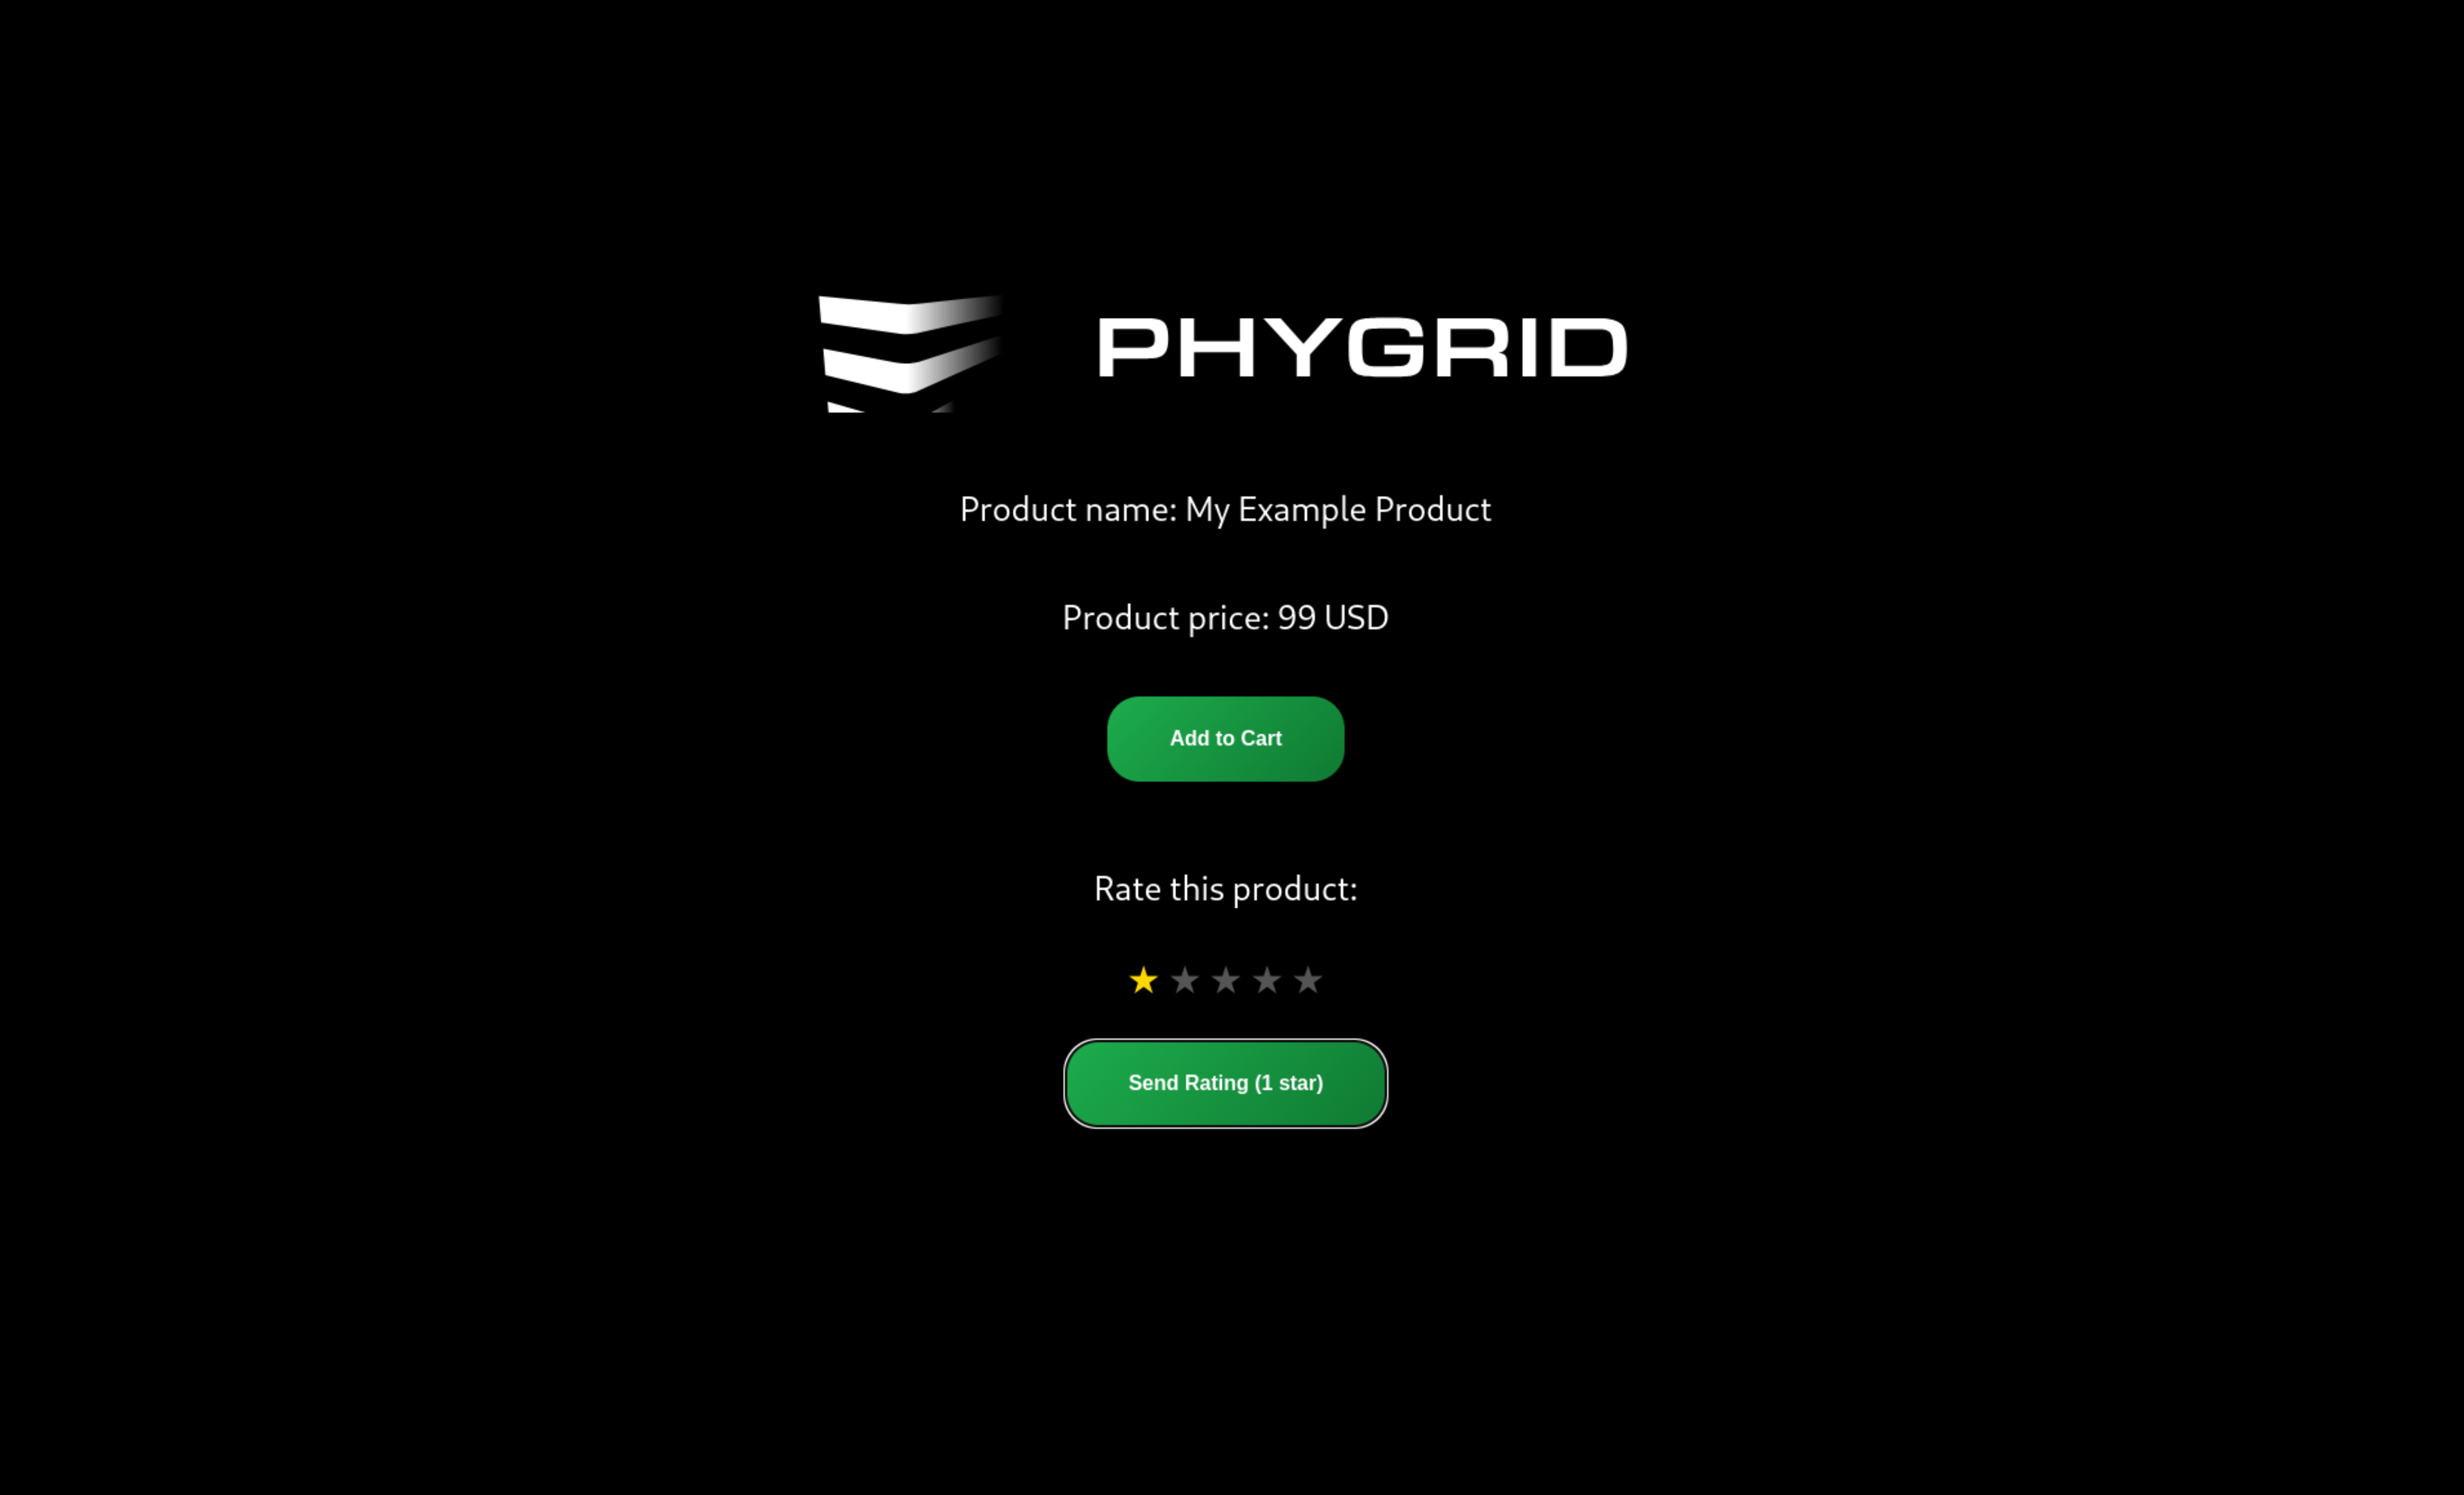 PHYGRID
Product name: My Example Product
Product price: 99 USD
Add to Cart
Rate this product:
Send Rating (1 star)